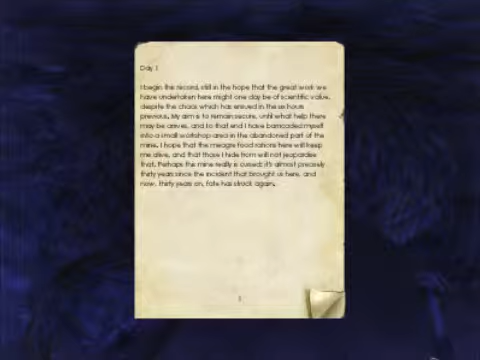 Day 1
I begin this record, still in the hope that the great work we
have undertaken here might one day be of scientific value,
despite the chaos which has ensued in the six hours
previous. My aim is to remain secure, until what help there
may be arrives, and to that end I have barricaded myself
into a small workshop area in the abandoned part of the
mine. I hope that the meagre food rations here will keep
me alive, and that those I hide from will not jeopardise
that. Perhaps the mine really is cursed; it's almost precisely
thirty years since the incident that brought us here, and
now, thirty years on, fate has struck again.
1